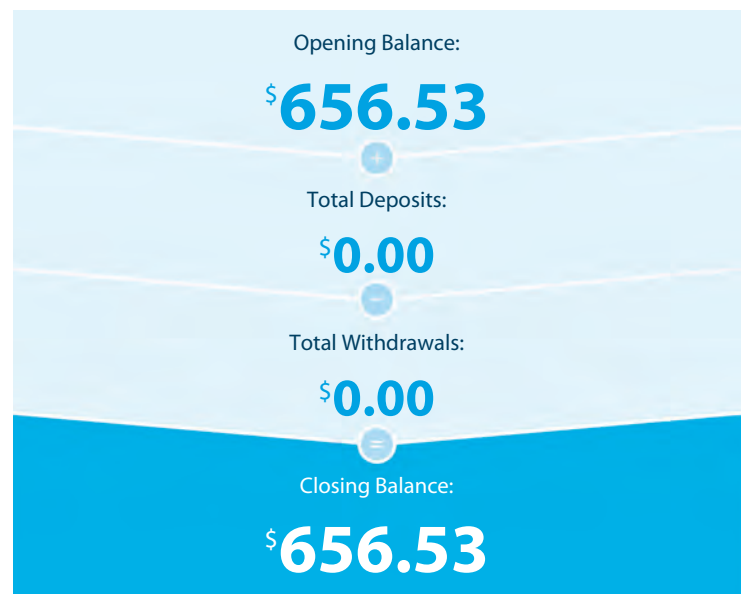 Opening Balance:
$656.53
+
Total Deposits:
$0.00
-
Total Withdrawals:
$0.00
=
Closing Balance:
$656.53